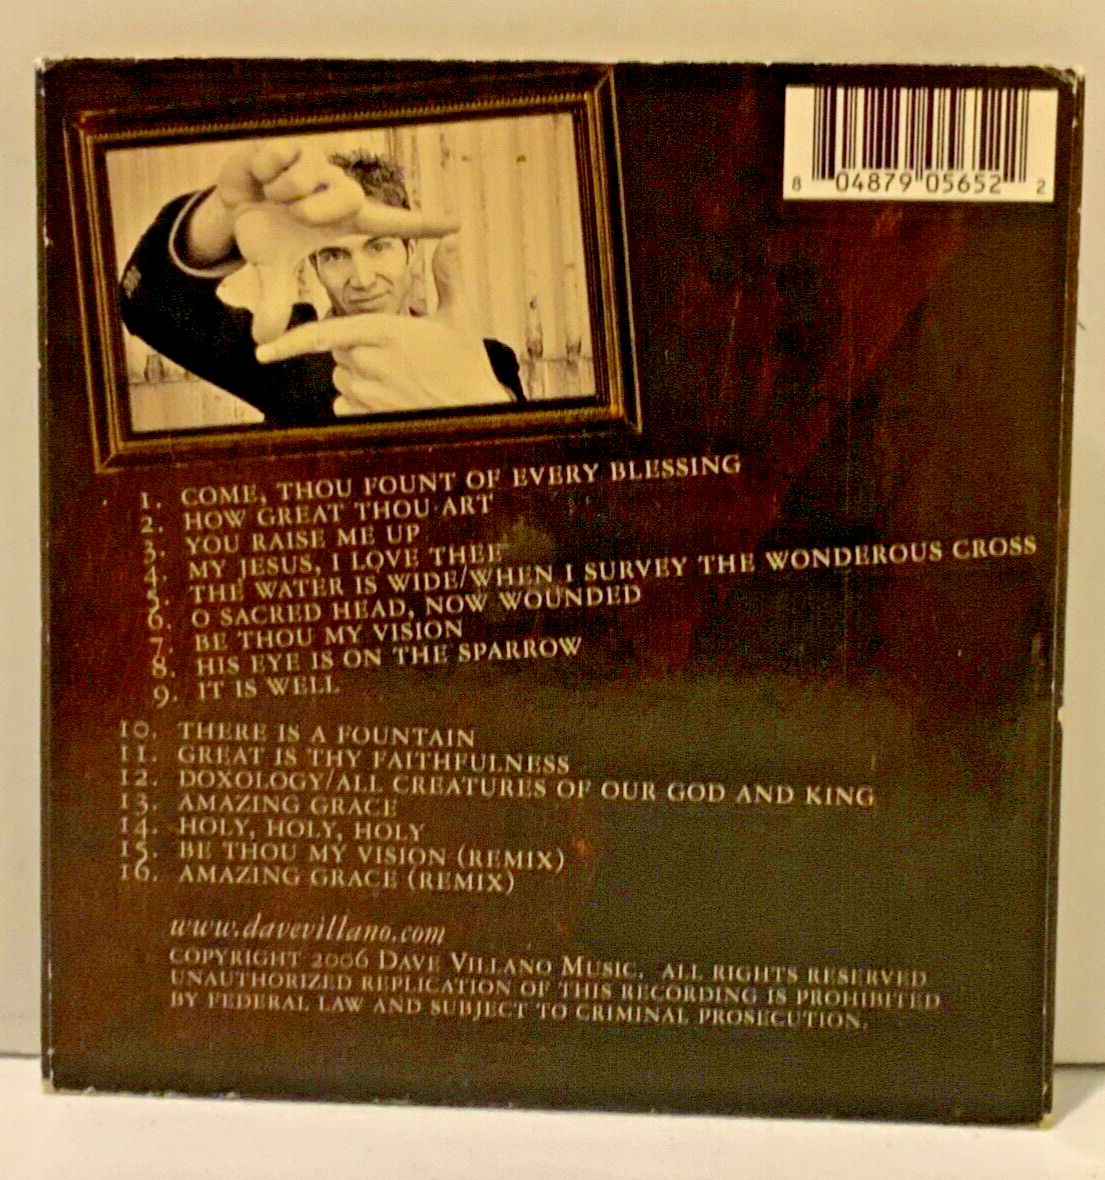 8 04879 05652 2
1. COME, THOU FOUNT OF EVERY BLESSING
2. HOW GREAT THOU ART
3. YOU RAISE ME UP
4. MY JESUS, I LOVE THEE
5. THE WATER IS WIDE/WHEN I SURVEY THE WONDEROUS CROSS
6. O SACRED HEAD, NOW WOUNDED
7. BE THOU MY VISION
8. HIS EYE IS ON THE SPARROW
9. IT IS WELL
10. THERE IS A FOUNTAIN
11. GREAT IS THY FAITHFULNESS
12. DOXOLOGY/ALL CREATURES OF OUR GOD AND KING
13. AMAZING GRACE
14. HOLY, HOLY, HOLY
15. BE THOU MY VISION (REMIX)
16. AMAZING GRACE (REMIX)
www.davevillano.com
COPYRIGHT 2006 DAVE VILLANO MUSIC. ALL RIGHTS RESERVED
UNAUTHORIZED REPLICATION OF THIS RECORDING IS PROHIBITED
BY FEDERAL LAW AND SUBJECT TO CRIMINAL PROSECUTION.